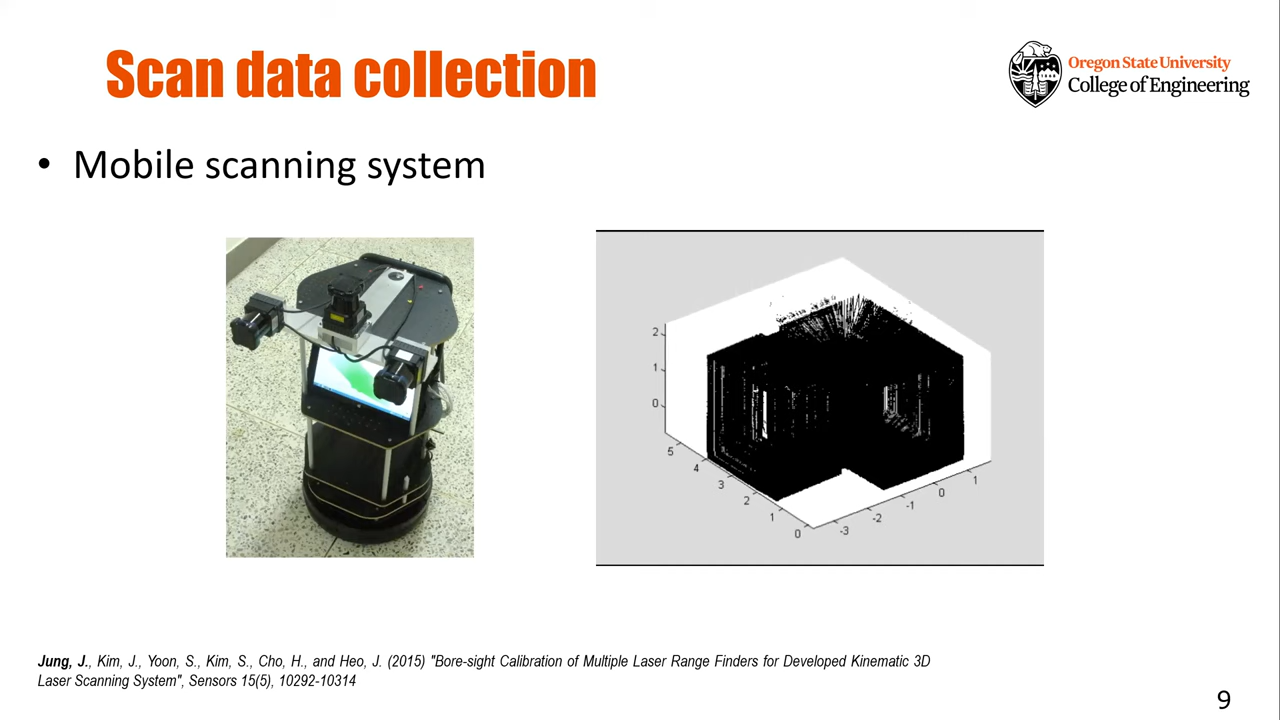 Scan data collection
Oregon State University
College of Engineering
• Mobile scanning system
2
1
0
5
4
3
2
1
0
-3
-2
-1
0
1
Jung, J., Kim, J., Yoon, S., Kim, S., Cho, H., and Heo, J. (2015) "Bore-sight Calibration of Multiple Laser Range Finders for Developed Kinematic 3D
Laser Scanning System", Sensors 15(5), 10292-10314
9